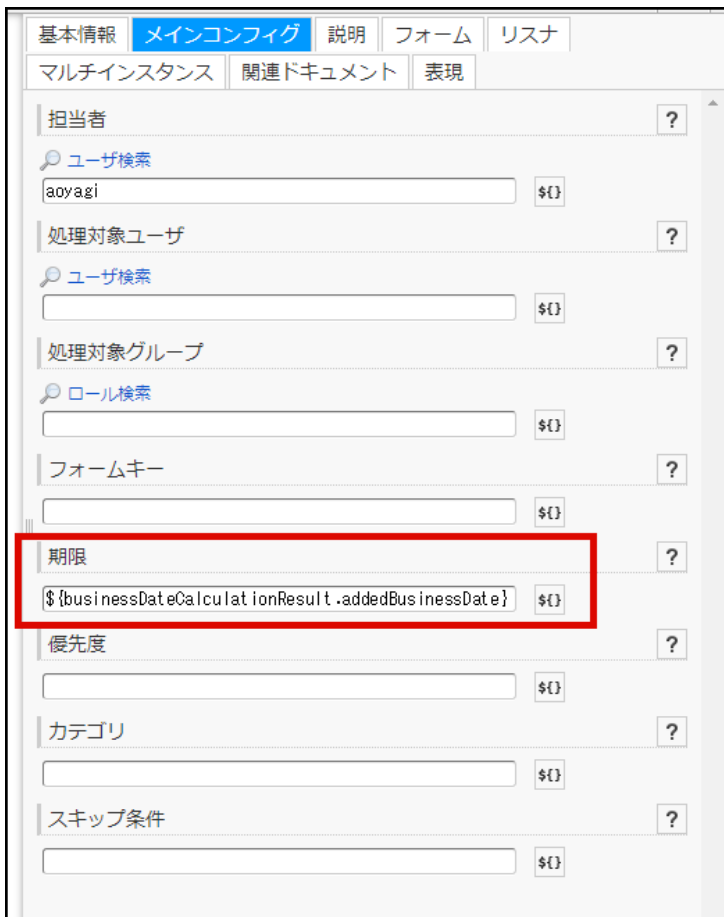 基本情報 メインコンフィグ 説明 フォーム リスナ
マルチインスタンス 関連ドキュメント 表現
担当者 ?
ユーザ検索
aoyagi ${}
処理対象ユーザ ?
ユーザ検索
${}
処理対象グループ ?
ロール検索
${}
フォームキー ?
${}
期限 ?
${businessDateCalculationResult.addedBusinessDate} ${}
優先度 ?
${}
カテゴリ ?
${}
スキップ条件 ?
${}